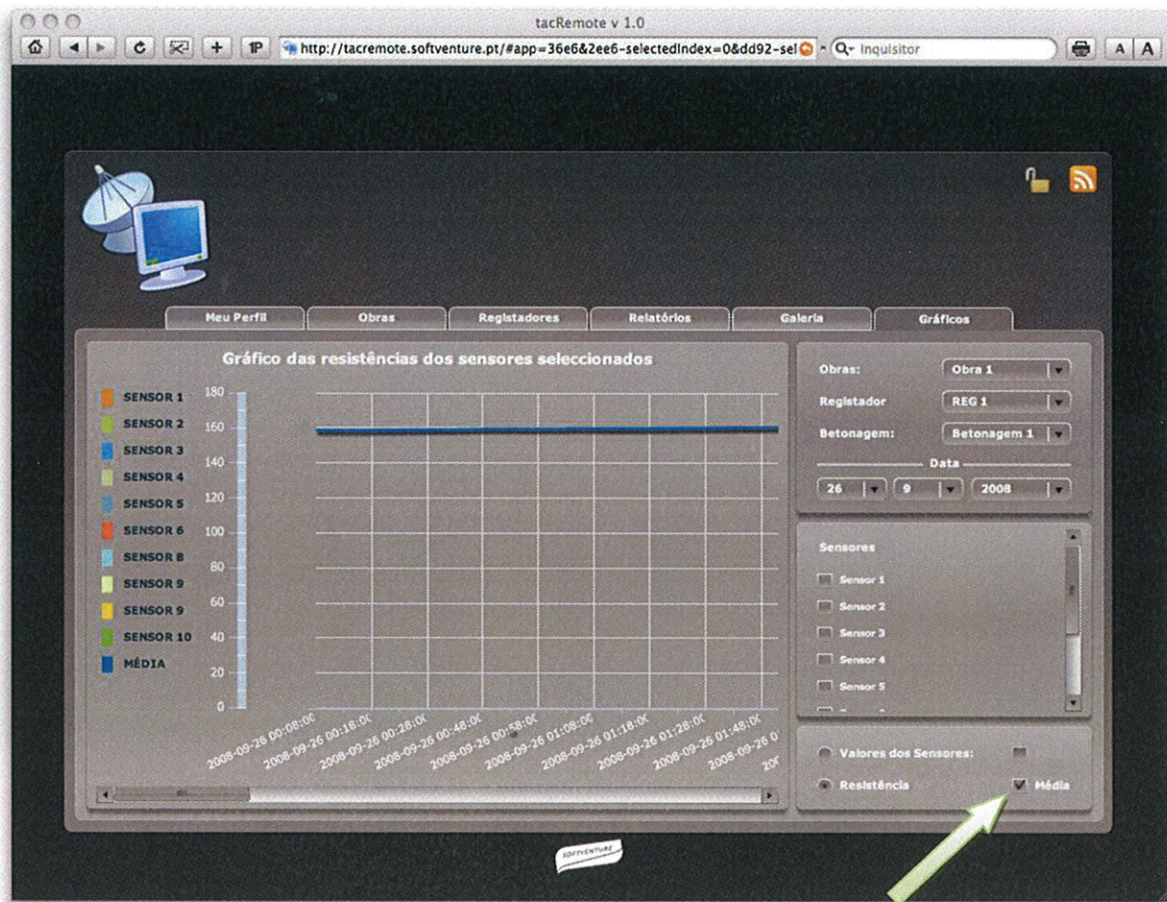 tacRemote v 1.0
1P
http://tacremote.softventure.pt/#app=36e6&2ee6-selectedIndex=0&dd92-sel
Inquisitor
A A
Meu Perfil
Obras
Registadores
Relatórios
Galeria
Gráficos
Gráfico das resistências dos sensores seleccionados
SENSOR 1
SENSOR 2
SENSOR 3
SENSOR 4
SENSOR 5
SENSOR 6
SENSOR 8
SENSOR 9
SENSOR 9
SENSOR 10
MÉDIA
180
160
140
120
100
80
60
40
20
0
2008-09-26 00:08:00
2008-09-26 00:18:00
2008-09-26 00:28:00
2008-09-26 00:48:00
2008-09-26 00:58:00
2008-09-26 01:08:00
2008-09-26 01:18:00
2008-09-26 01:28:00
2008-09-26 01:48:00
2008-09-26 0
Obras: Obra 1
Registador REG 1
Betonagem: Betonagem 1
Data
26 9 2008
Sensores
Sensor 1
Sensor 2
Sensor 3
Sensor 4
Sensor 5
Valores dos Sensores:
Resistência
Média
SOFTVENTURE